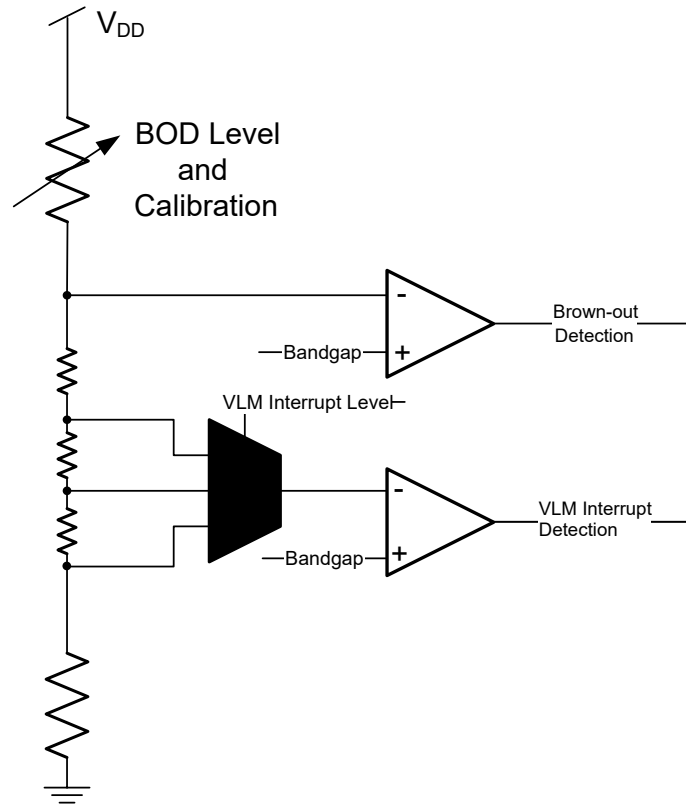 VDD
BOD Level
and
Calibration
-
Brown-out
Detection
Bandgap
+
VLM Interrupt Level
-
VLM Interrupt
Detection
Bandgap
+